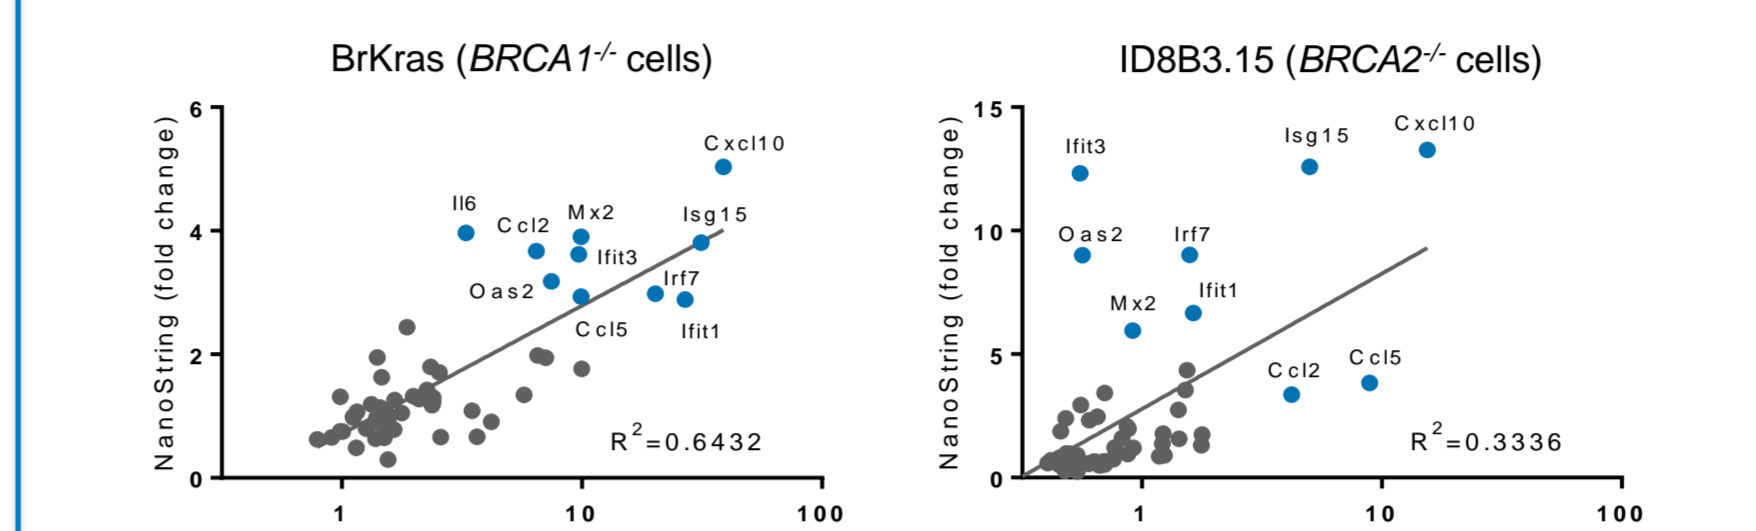 BrKras (BRCA1-/- cells)
NanoString (fold change)
6
4
2
0
Cxcl10
Il6
Ccl2
Mx2
Isg15
Ifit3
Oas2
Irf7
Ccl5
Ifit1
R2=0.6432
1
10
100
ID8B3.15 (BRCA2-/- cells)
NanoString (fold change)
15
10
5
0
Cxcl10
Isg15
Ifit3
Oas2
Irf7
Mx2
Ifit1
Ccl2
Ccl5
R2=0.3336
1
10
100